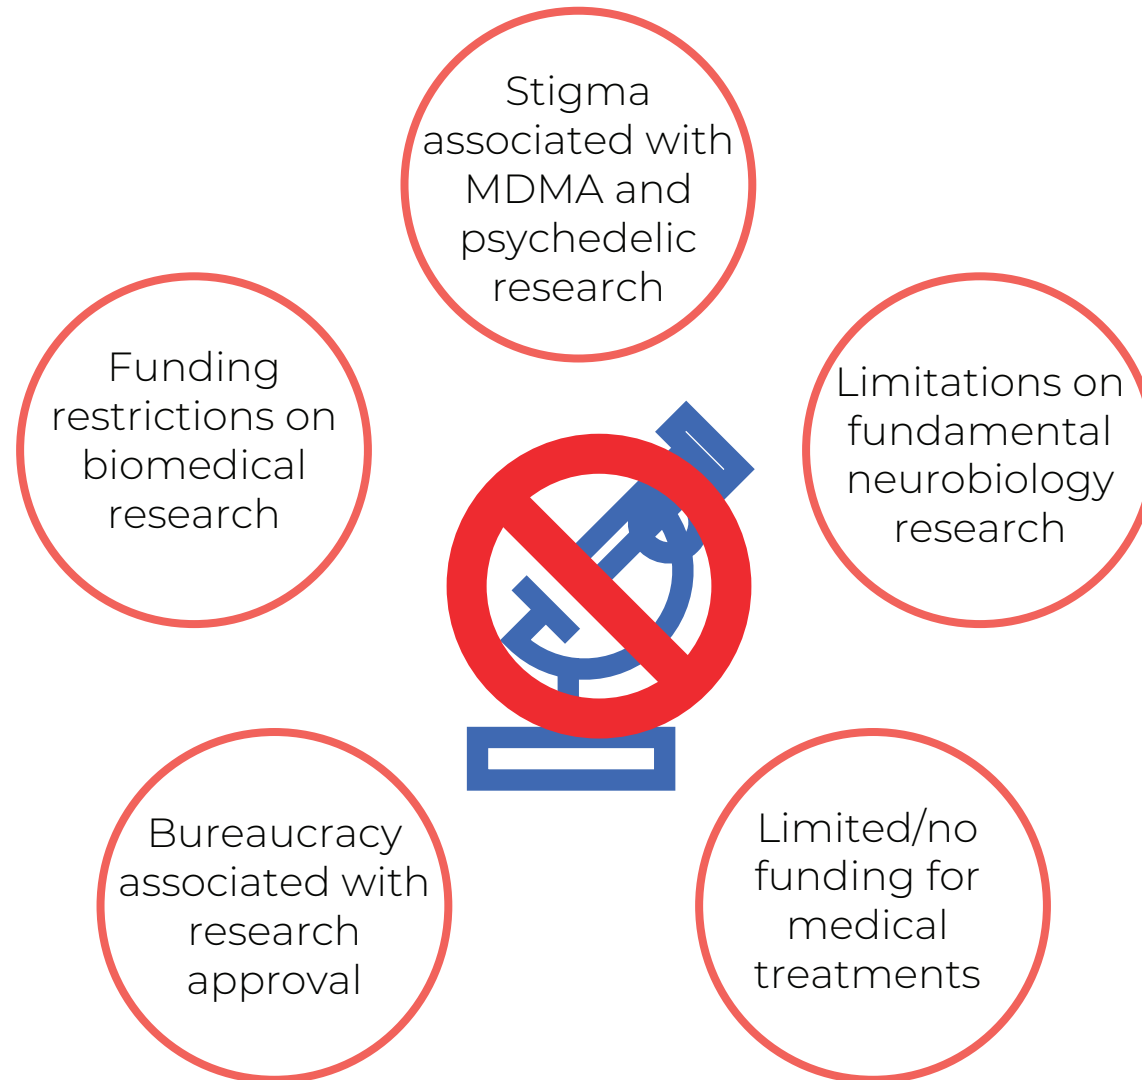 Stigma
associated with
MDMA and
psychedelic
research
Funding
restrictions on
biomedical
research
Limitations on
fundamental
neurobiology
research
Bureaucracy
associated with
research
approval
Limited/no
funding for
medical
treatments